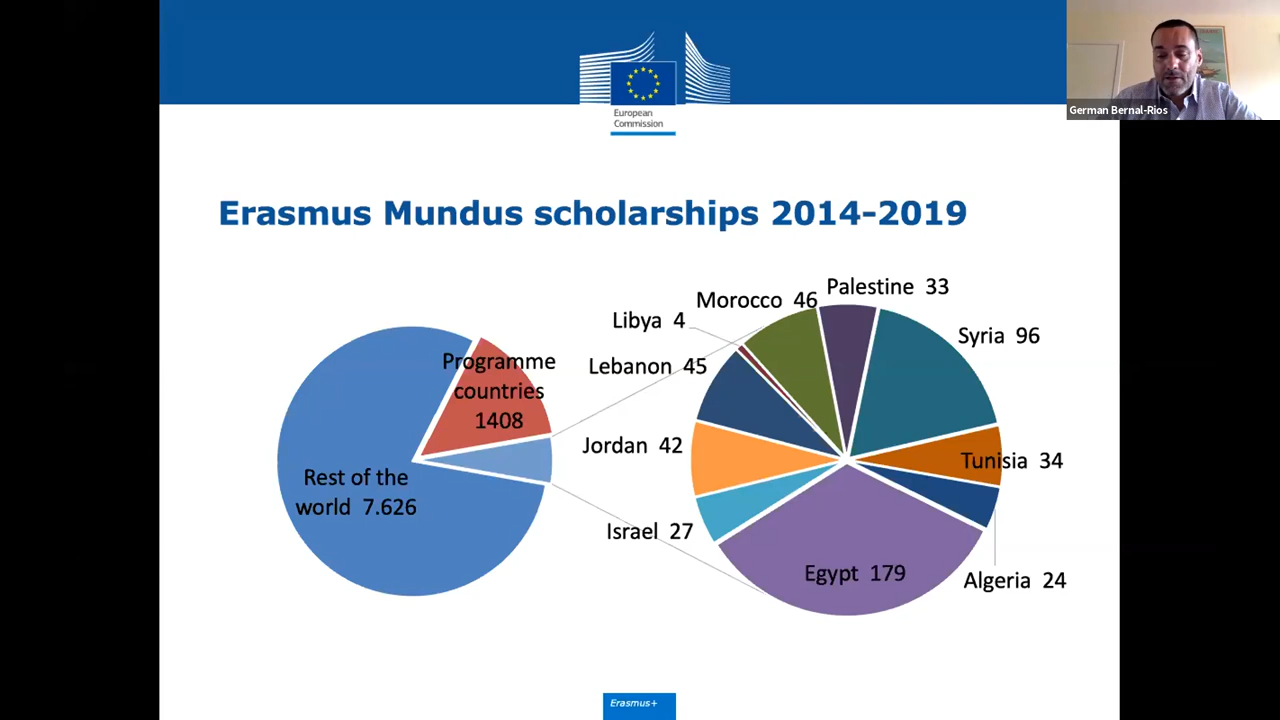 European
Commission
German Bernal-Rios
Erasmus Mundus scholarships 2014-2019
Programme
countries
1408
Rest of the
world 7.626
Libya 4
Morocco 46
Palestine 33
Syria 96
Lebanon 45
Jordan 42
Tunisia 34
Israel 27
Egypt 179
Algeria 24
Erasmus+